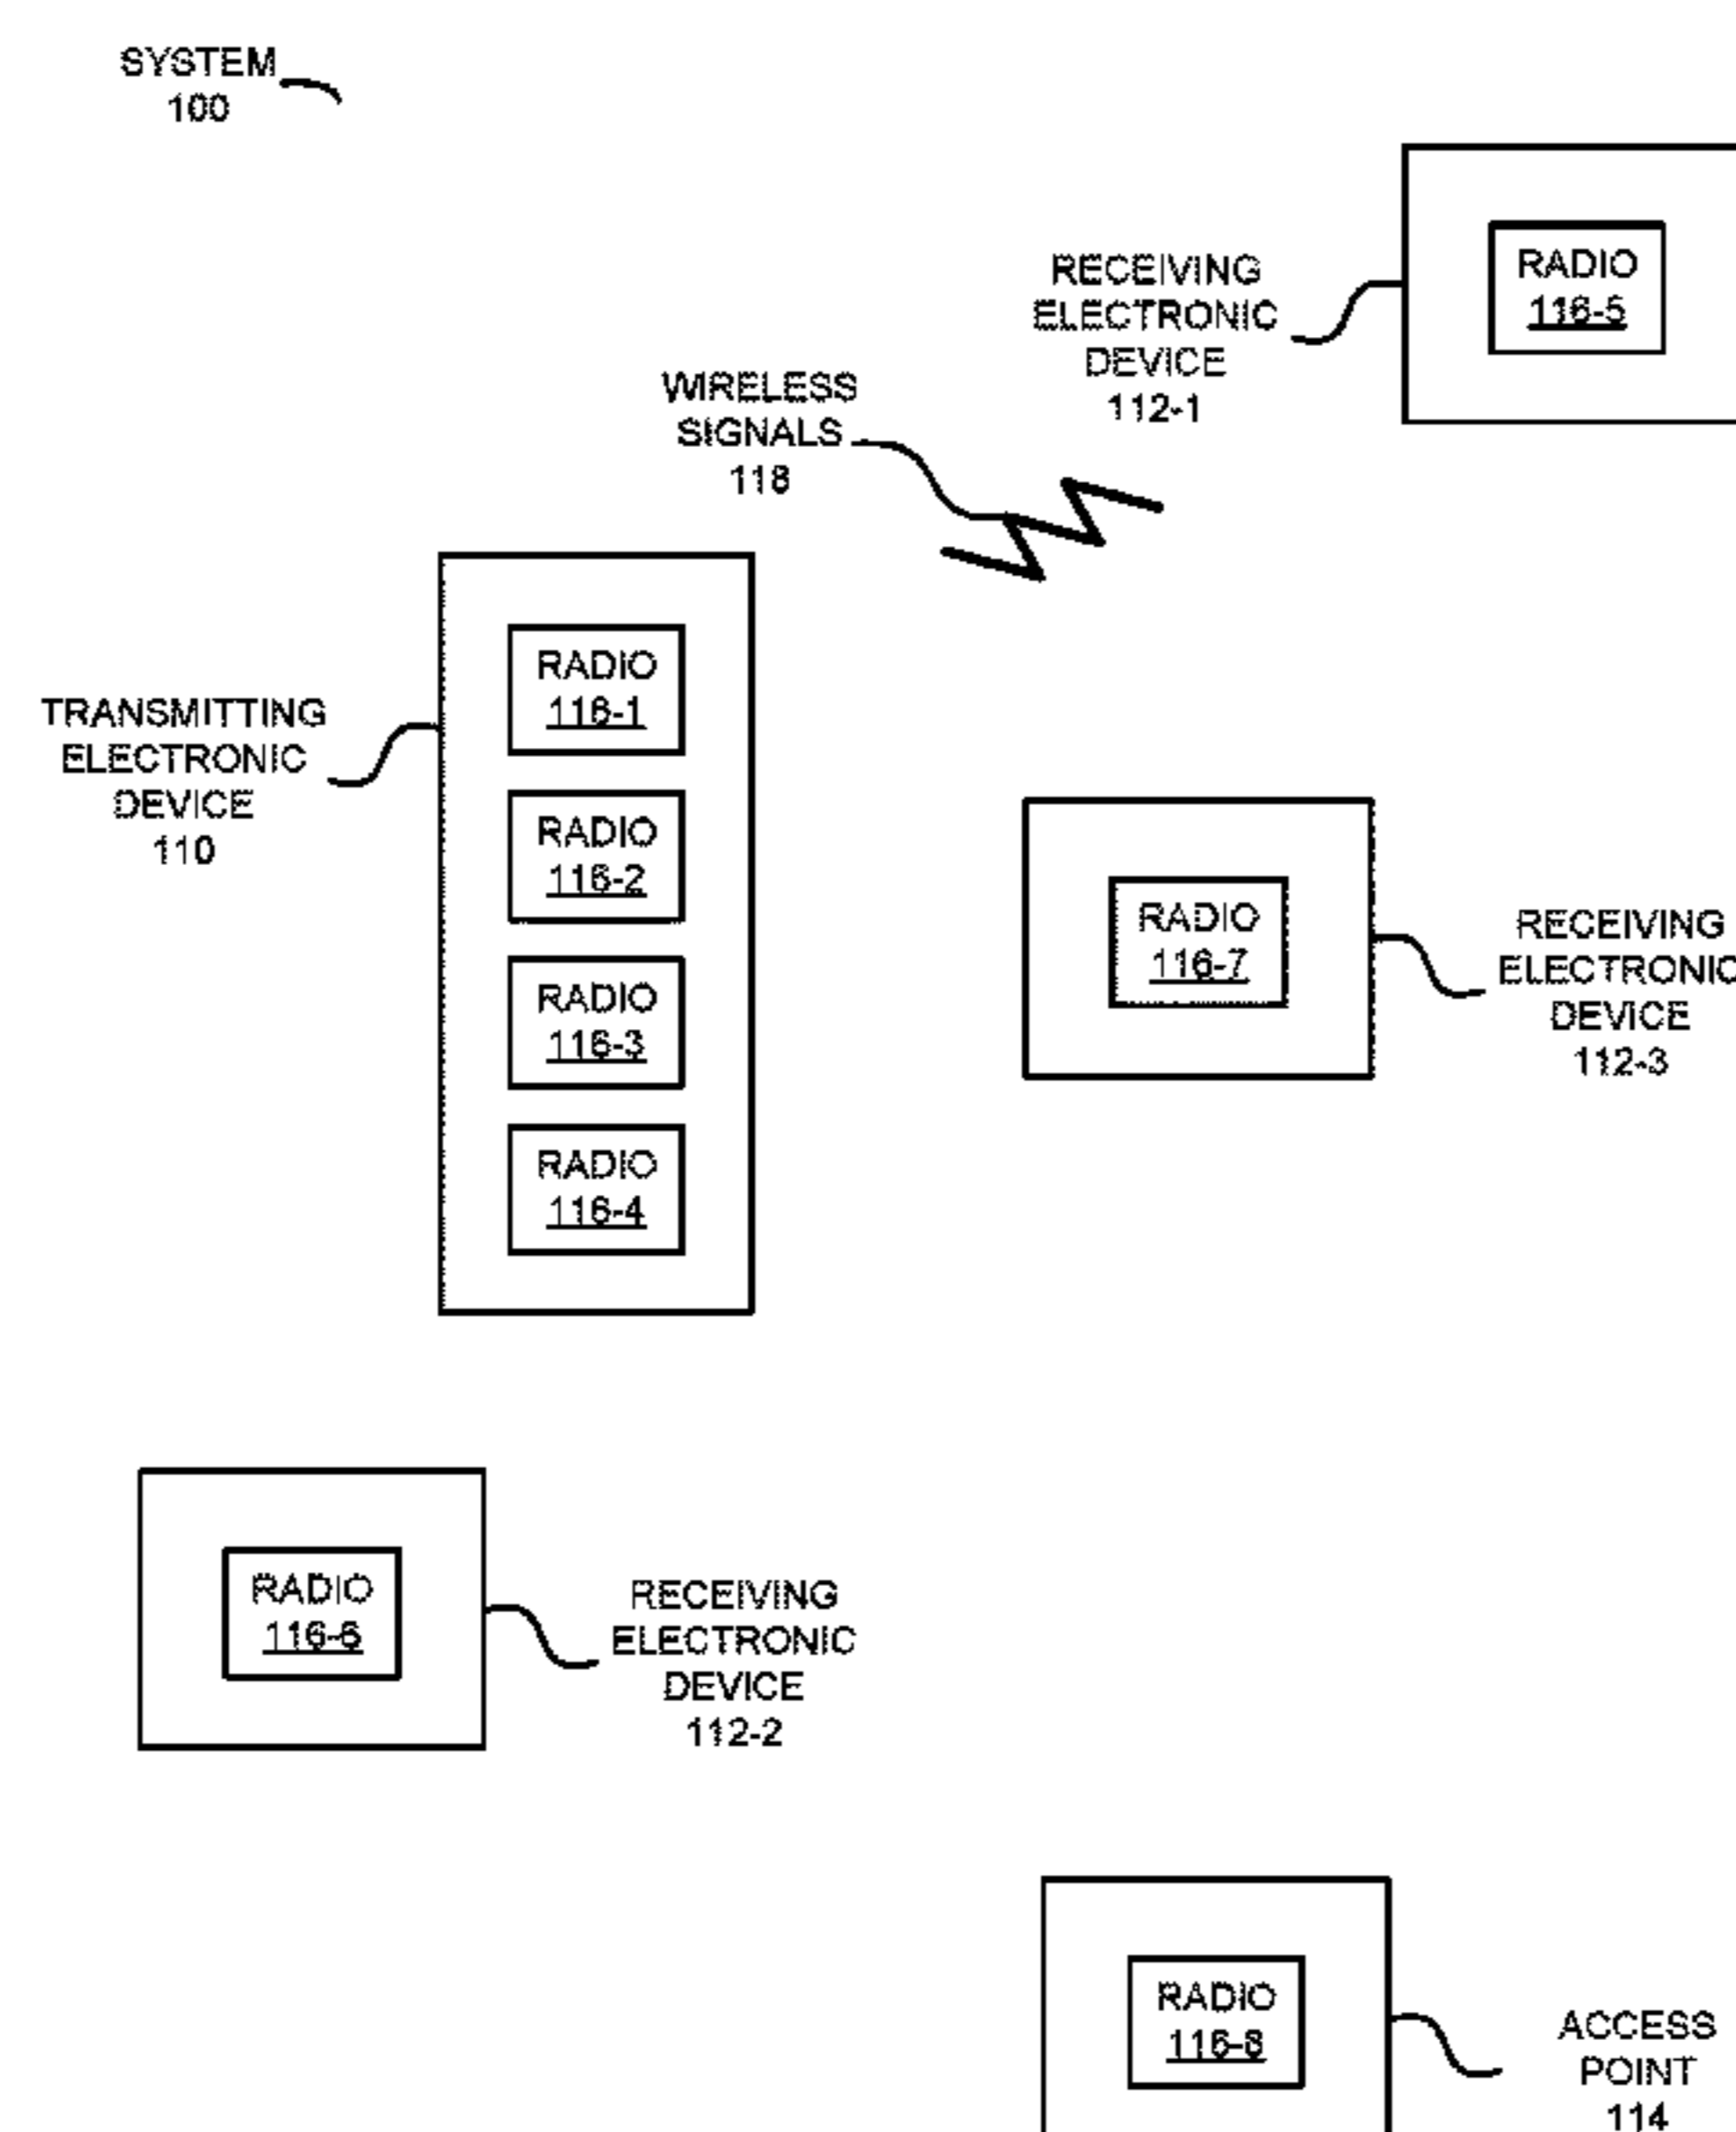 SYSTEM
100
RECEIVING
ELECTRONIC
DEVICE
112-1
RADIO
116-5
WIRELESS
SIGNALS
118
TRANSMITTING
ELECTRONIC
DEVICE
110
RADIO
116-1
RADIO
116-2
RADIO
116-3
RADIO
116-4
RADIO
116-7
RECEIVING
ELECTRONIC
DEVICE
112-3
RADIO
116-6
RECEIVING
ELECTRONIC
DEVICE
112-2
RADIO
116-8
ACCESS
POINT
114